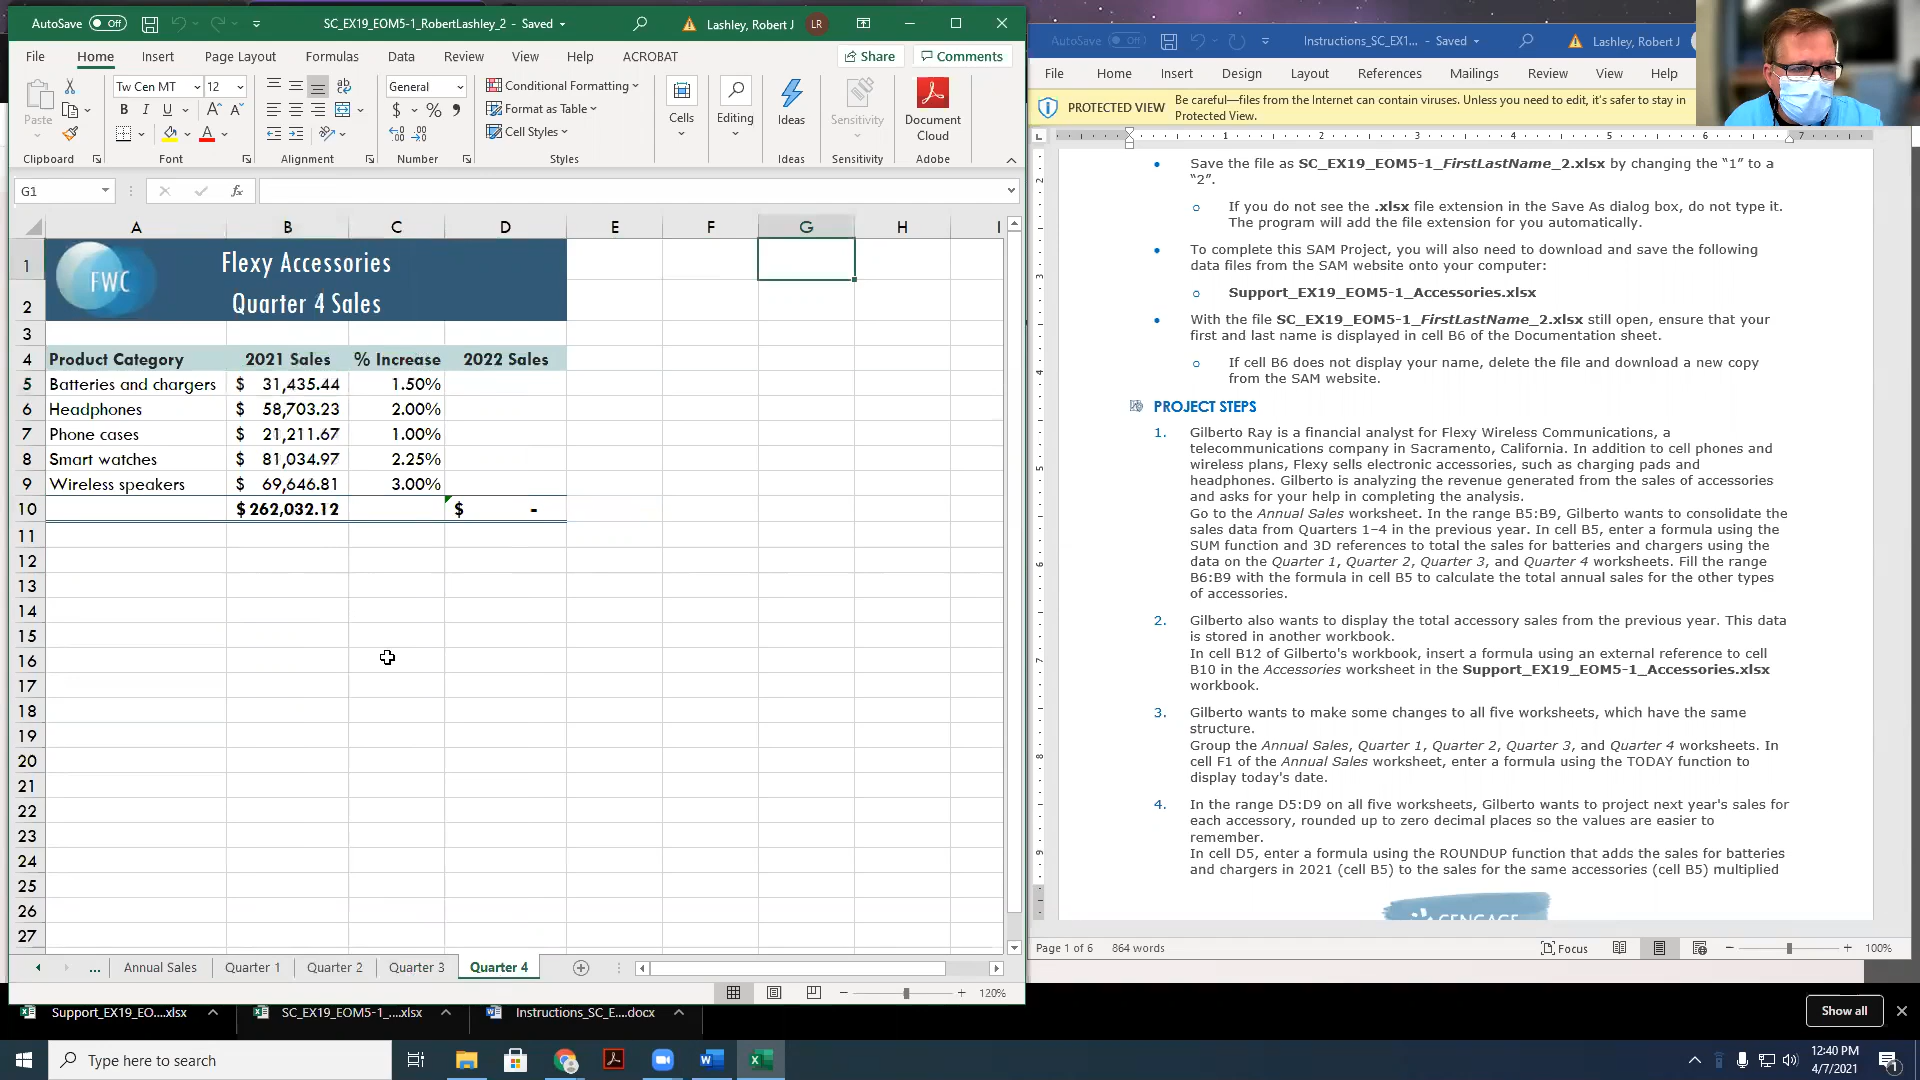 AutoSave Off SC_EX19_EOM5-1_RobertLashley_2 - Saved Lashley, Robert J LR
File Home Insert Page Layout Formulas Data Review View Help ACROBAT Share Comments
Paste Tw Cen MT 12 General Conditional Formatting Cells Editing Ideas Sensitivity Document Cloud
B I U $ % , Format as Table
Cell Styles
Clipboard Font Alignment Number Styles Ideas Sensitivity Adobe
G1 fx
A B C D E F G H I
1 FWC Flexy Accessories
2 Quarter 4 Sales
3
4 Product Category 2021 Sales % Increase 2022 Sales
5 Batteries and chargers $ 31,435.44 1.50%
6 Headphones $ 58,703.23 2.00%
7 Phone cases $ 21,211.67 1.00%
8 Smart watches $ 81,034.97 2.25%
9 Wireless speakers $ 69,646.81 3.00%
10 $ 262,032.12 $ -
11
12
13
14
15
16
17
18
19
20
21
22
23
24
25
26
27
... Annual Sales Quarter 1 Quarter 2 Quarter 3 Quarter 4
120%
AutoSave Off Instructions_SC_EX1... - Saved Lashley, Robert J
File Home Insert Design Layout References Mailings Review View Help
PROTECTED VIEW Be careful—files from the Internet can contain viruses. Unless you need to edit, it's safer to stay in
Protected View.
1 2 3 4 5 6 7
• Save the file as SC_EX19_EOM5-1_FirstLastName_2.xlsx by changing the “1” to a
“2”.
o If you do not see the .xlsx file extension in the Save As dialog box, do not type it.
The program will add the file extension for you automatically.
• To complete this SAM Project, you will also need to download and save the following
data files from the SAM website onto your computer:
o Support_EX19_EOM5-1_Accessories.xlsx
• With the file SC_EX19_EOM5-1_FirstLastName_2.xlsx still open, ensure that your
first and last name is displayed in cell B6 of the Documentation sheet.
o If cell B6 does not display your name, delete the file and download a new copy
from the SAM website.
PROJECT STEPS
1. Gilberto Ray is a financial analyst for Flexy Wireless Communications, a
telecommunications company in Sacramento, California. In addition to cell phones and
wireless plans, Flexy sells electronic accessories, such as charging pads and
headphones. Gilberto is analyzing the revenue generated from the sales of accessories
and asks for your help in completing the analysis.
Go to the Annual Sales worksheet. In the range B5:B9, Gilberto wants to consolidate the
sales data from Quarters 1–4 in the previous year. In cell B5, enter a formula using the
SUM function and 3D references to total the sales for batteries and chargers using the
data on the Quarter 1, Quarter 2, Quarter 3, and Quarter 4 worksheets. Fill the range
B6:B9 with the formula in cell B5 to calculate the total annual sales for the other types
of accessories.
2. Gilberto also wants to display the total accessory sales from the previous year. This data
is stored in another workbook.
In cell B12 of Gilberto's workbook, insert a formula using an external reference to cell
B10 in the Accessories worksheet in the Support_EX19_EOM5-1_Accessories.xlsx
workbook.
3. Gilberto wants to make some changes to all five worksheets, which have the same
structure.
Group the Annual Sales, Quarter 1, Quarter 2, Quarter 3, and Quarter 4 worksheets. In
cell F1 of the Annual Sales worksheet, enter a formula using the TODAY function to
display today's date.
4. In the range D5:D9 on all five worksheets, Gilberto wants to project next year's sales for
each accessory, rounded up to zero decimal places so the values are easier to
remember.
In cell D5, enter a formula using the ROUNDUP function that adds the sales for batteries
and chargers in 2021 (cell B5) to the sales for the same accessories (cell B5) multiplied
CENGAGE
Page 1 of 6 864 words Focus 100%
Support_EX19_EO....xlsx SC_EX19_EOM5-1_....xlsx Instructions_SC_E....docx Show all
Type here to search 12:40 PM
4/7/2021 1